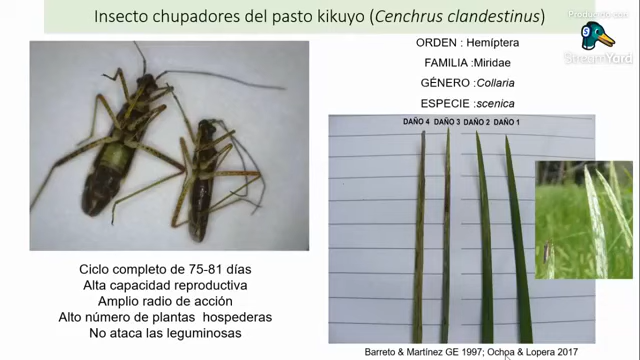 Insecto chupadores del pasto kikuyo (Cenchrus clandestinus)
Producido con
StreamYard
ORDEN : Hemíptera
FAMILIA :Miridae
GÉNERO :Collaria
ESPECIE :scenica
DAÑO 4 DAÑO 3 DAÑO 2 DAÑO 1
Ciclo completo de 75-81 días
Alta capacidad reproductiva
Amplio radio de acción
Alto número de plantas hospederas
No ataca las leguminosas
Barreto & Martínez GE 1997; Ochoa & Lopera 2017